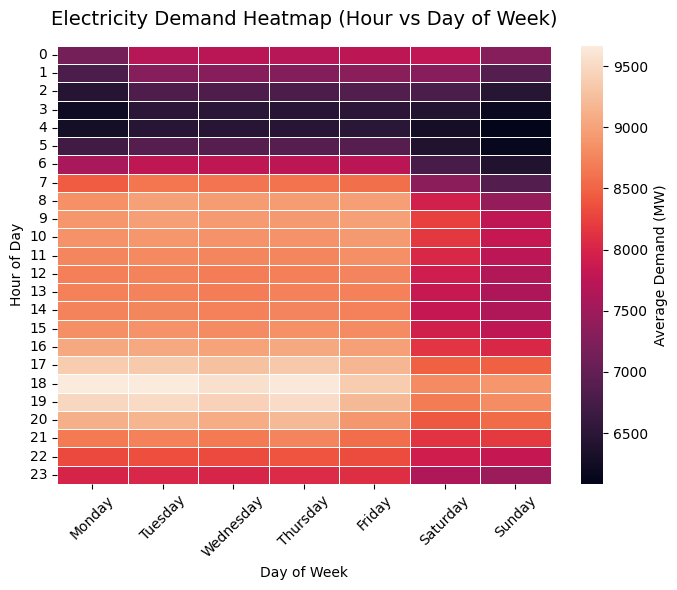 Electricity Demand Heatmap (Hour vs Day of Week)
Hour of Day
0
1
2
3
4
5
6
7
8
9
10
11
12
13
14
15
16
17
18
19
20
21
22
23
Monday
Tuesday
Wednesday
Thursday
Friday
Saturday
Sunday
Day of Week
9500
9000
8500
8000
7500
7000
6500
Average Demand (MW)